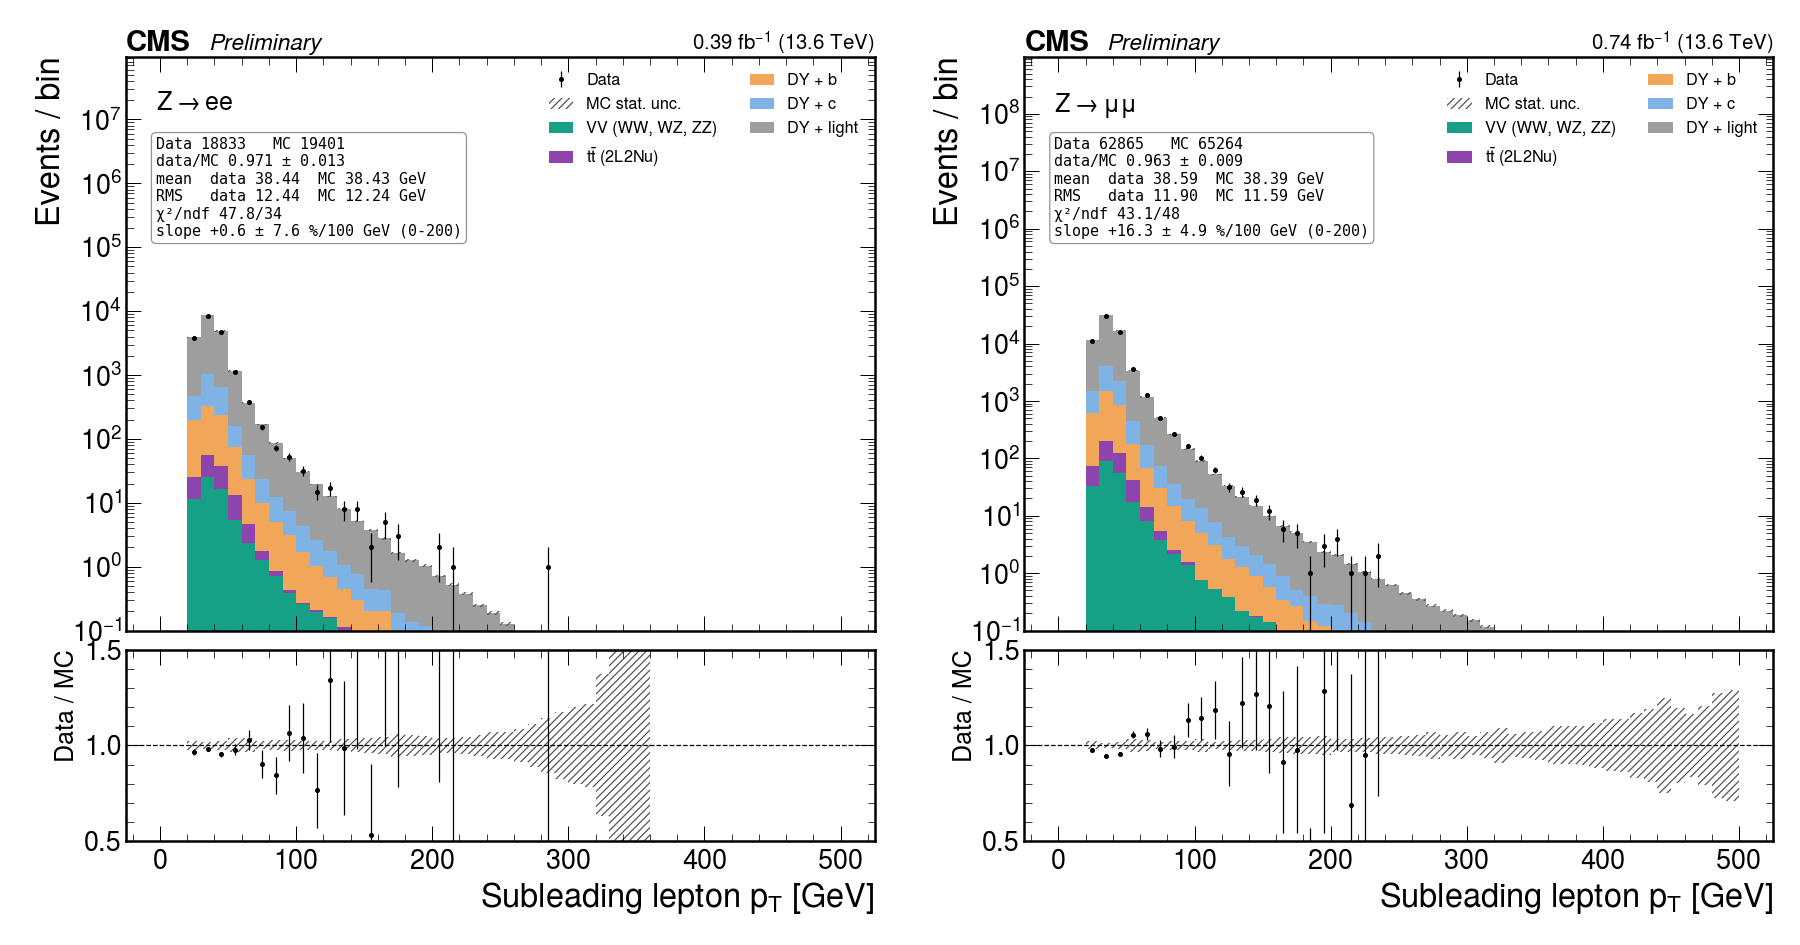 CMS Preliminary 0.39 fb⁻¹ (13.6 TeV)
Events / bin
Z → ee
Data
MC stat. unc.
VV (WW, WZ, ZZ)
tt̄ (2L2Nu)
DY + b
DY + c
DY + light
Data 18833 MC 19401
data/MC 0.971 ± 0.013
mean data 38.44 MC 38.43 GeV
RMS data 12.44 MC 12.24 GeV
χ²/ndf 47.8/34
slope +0.6 ± 7.6 %/100 GeV (0-200)
10⁷
10⁶
10⁵
10⁴
10³
10²
10¹
10⁰
10⁻¹
Data / MC
1.5
1.0
0.5
0 100 200 300 400 500
Subleading lepton p_T [GeV]
CMS Preliminary 0.74 fb⁻¹ (13.6 TeV)
Events / bin
Z → μμ
Data
MC stat. unc.
VV (WW, WZ, ZZ)
tt̄ (2L2Nu)
DY + b
DY + c
DY + light
Data 62865 MC 65264
data/MC 0.963 ± 0.009
mean data 38.59 MC 38.39 GeV
RMS data 11.90 MC 11.59 GeV
χ²/ndf 43.1/48
slope +16.3 ± 4.9 %/100 GeV (0-200)
10⁸
10⁷
10⁶
10⁵
10⁴
10³
10²
10¹
10⁰
10⁻¹
Data / MC
1.5
1.0
0.5
0 100 200 300 400 500
Subleading lepton p_T [GeV]